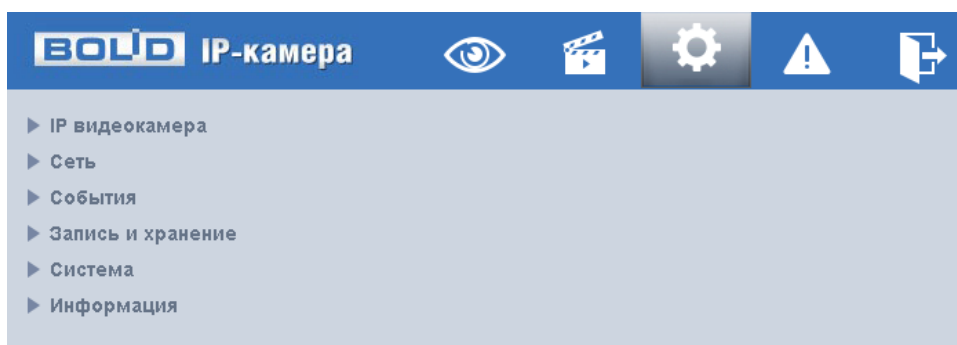 BOLID IP-камера
IP видеокамера
Сеть
События
Запись и хранение
Система
Информация